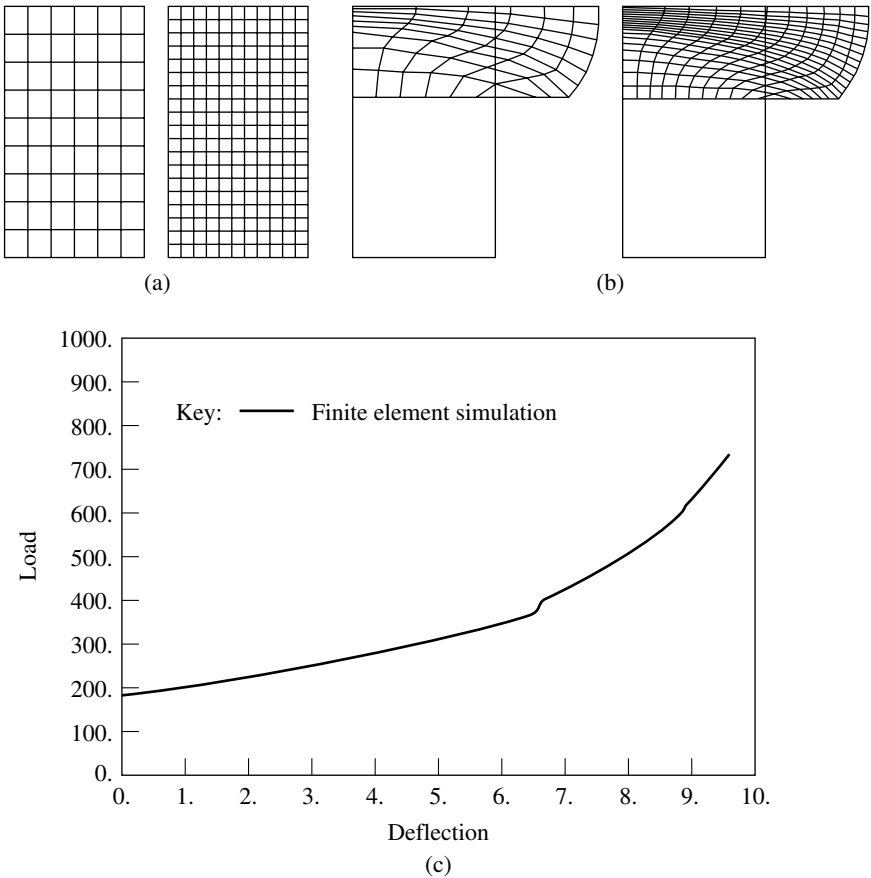 (a)
(b)
1000.
900.
800.
700.
600.
500.
400.
300.
200.
100.
0.
Load
Key: Finite element simulation
0. 1. 2. 3. 4. 5. 6. 7. 8. 9. 10.
Deflection
(c)